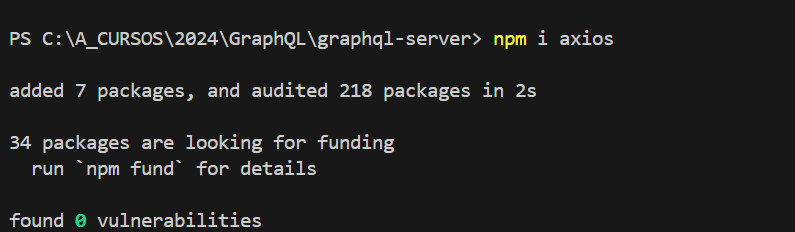 PS C:\A_CURSOS\2024\GraphQL\graphql-server> npm i axios
added 7 packages, and audited 218 packages in 2s
34 packages are looking for funding
  run `npm fund` for details
found 0 vulnerabilities